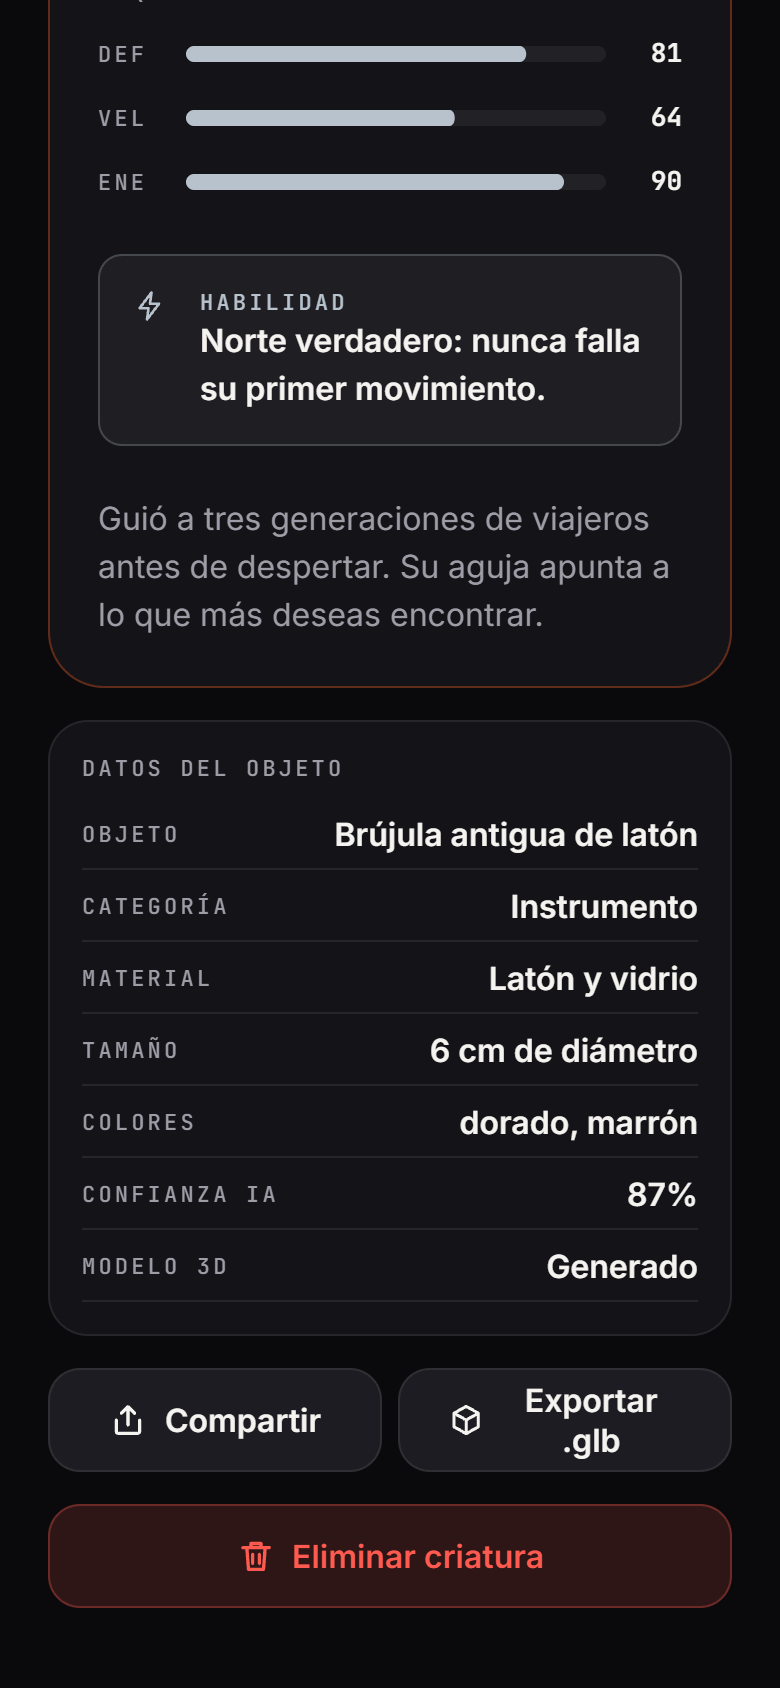 DEF 81
VEL 64
ENE 90
HABILIDAD
Norte verdadero: nunca falla
su primer movimiento.
Guió a tres generaciones de viajeros
antes de despertar. Su aguja apunta a
lo que más deseas encontrar.
DATOS DEL OBJETO
OBJETO Brújula antigua de latón
CATEGORÍA Instrumento
MATERIAL Latón y vidrio
TAMAÑO 6 cm de diámetro
COLORES dorado, marrón
CONFIANZA IA 87%
MODELO 3D Generado
Compartir
Exportar
.glb
Eliminar criatura